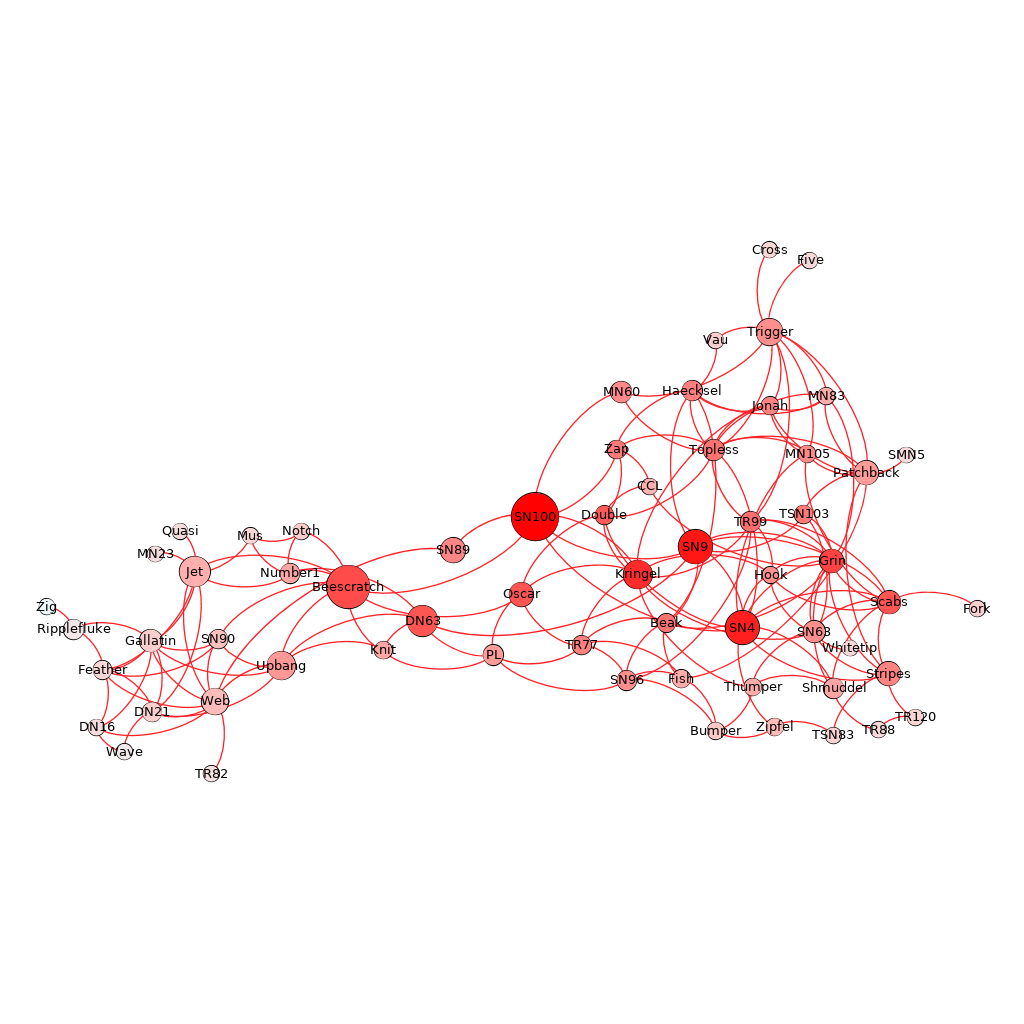 Cross
Five
Trigger
Vau
MN60
Haecksel
MN83
Jonah
Zap
Topless
MN105
SMN5
Patchback
CCL
SN100
Double
TR99
TSN103
Quasi
Mus
Notch
SN89
SN9
MN23
Jet
Number1
Beescratch
Kringel
Hook
Grin
Zig
Oscar
Scabs
Fork
Ripplefluke
Gallatin
SN90
DN63
Beak
SN4
SN63
Whitetip
Knit
PL
TR77
Feather
Upbang
SN96
Fish
Thumper
Shmuddel
Stripes
Web
DN21
DN16
Wave
Bumper
Zipfel
TSN83
TR88
TR120
TR82